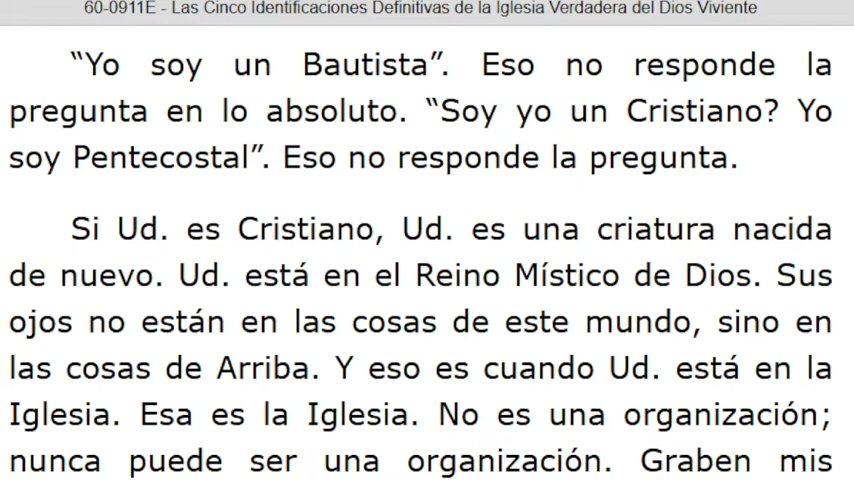 60-0911E - Las Cinco Identificaciones Definitivas de la Iglesia Verdadera del Dios Viviente
“Yo soy un Bautista”. Eso no responde la
pregunta en lo absoluto. “Soy yo un Cristiano? Yo
soy Pentecostal”. Eso no responde la pregunta.
Si Ud. es Cristiano, Ud. es una criatura nacida
de nuevo. Ud. está en el Reino Místico de Dios. Sus
ojos no están en las cosas de este mundo, sino en
las cosas de Arriba. Y eso es cuando Ud. está en la
Iglesia. Esa es la Iglesia. No es una organización;
nunca puede ser una organización. Graben mis